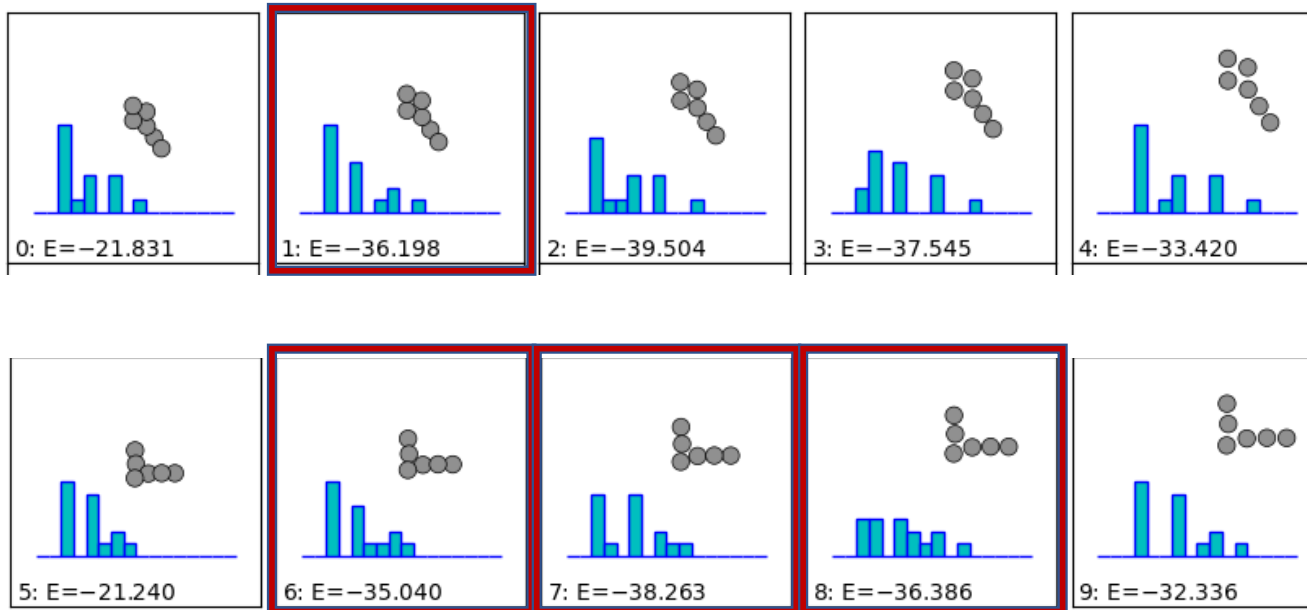 0: E=−21.831
1: E=−36.198
2: E=−39.504
3: E=−37.545
4: E=−33.420
5: E=−21.240
6: E=−35.040
7: E=−38.263
8: E=−36.386
9: E=−32.336